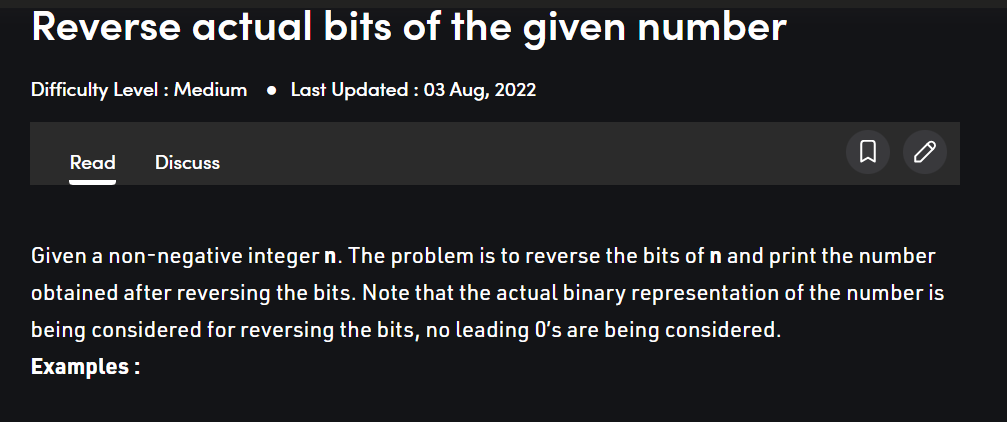 Reverse actual bits of the given number
Difficulty Level : Medium ● Last Updated : 03 Aug, 2022
Read Discuss
Given a non-negative integer n. The problem is to reverse the bits of n and print the number
obtained after reversing the bits. Note that the actual binary representation of the number is
being considered for reversing the bits, no leading 0’s are being considered.
Examples :